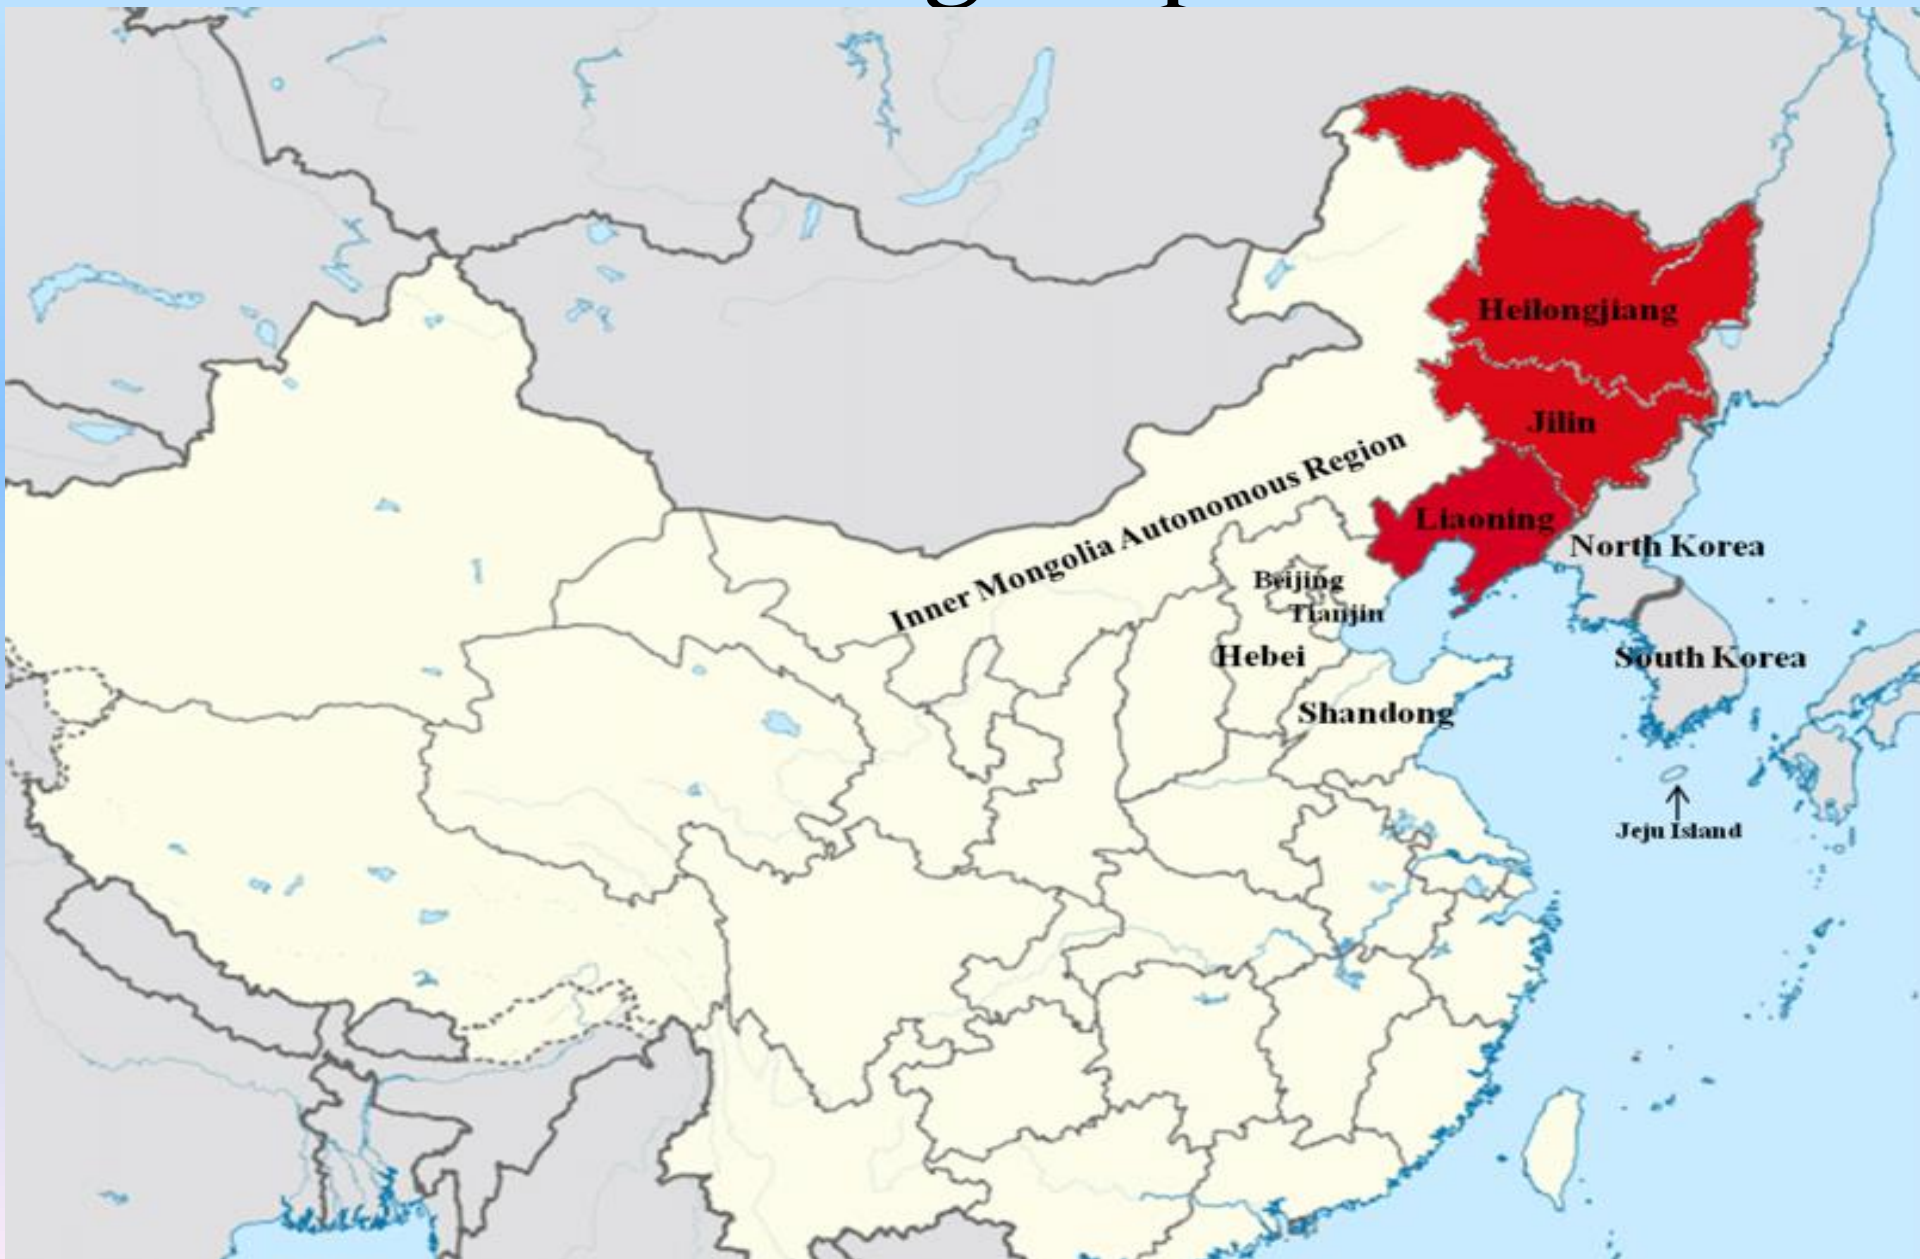 Heilongjiang
Jilin
Inner Mongolia Autonomous Region
Liaoning
North Korea
Beijing
Tianjin
Hebei
South Korea
Shandong
Jeju Island